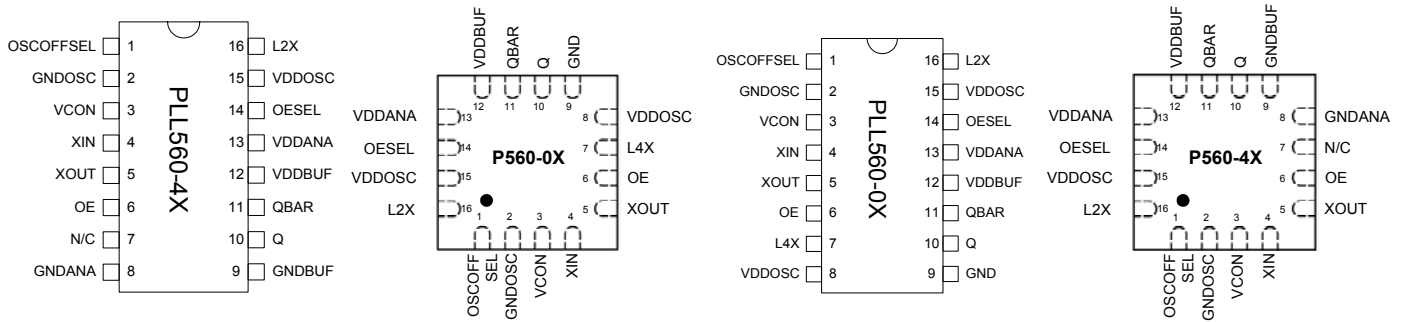 PLL560-4X
OSCOFFSEL 1
GNDOSC 2
VCON 3
XIN 4
XOUT 5
OE 6
N/C 7
GNDANA 8
16 L2X
15 VDDOSC
14 OESEL
13 VDDANA
12 VDDBUF
11 QBAR
10 Q
9 GNDBUF
VDDBUF
QBAR
Q
GND
12 11 10 9
VDDANA 13
OESEL 14
VDDOSC 15
L2X 16
P560-0X
8 VDDOSC
7 L4X
6 OE
5 XOUT
1 2 3 4
OSCOFF
SEL
GNDOSC
VCON
XIN
PLL560-0X
OSCOFFSEL 1
GNDOSC 2
VCON 3
XIN 4
XOUT 5
OE 6
L4X 7
VDDOSC 8
16 L2X
15 VDDOSC
14 OESEL
13 VDDANA
12 VDDBUF
11 QBAR
10 Q
9 GND
VDDBUF
QBAR
Q
GNDBUF
12 11 10 9
VDDANA 13
OESEL 14
VDDOSC 15
L2X 16
P560-4X
8 GNDANA
7 N/C
6 OE
5 XOUT
1 2 3 4
OSCOFF
SEL
GNDOSC
VCON
XIN